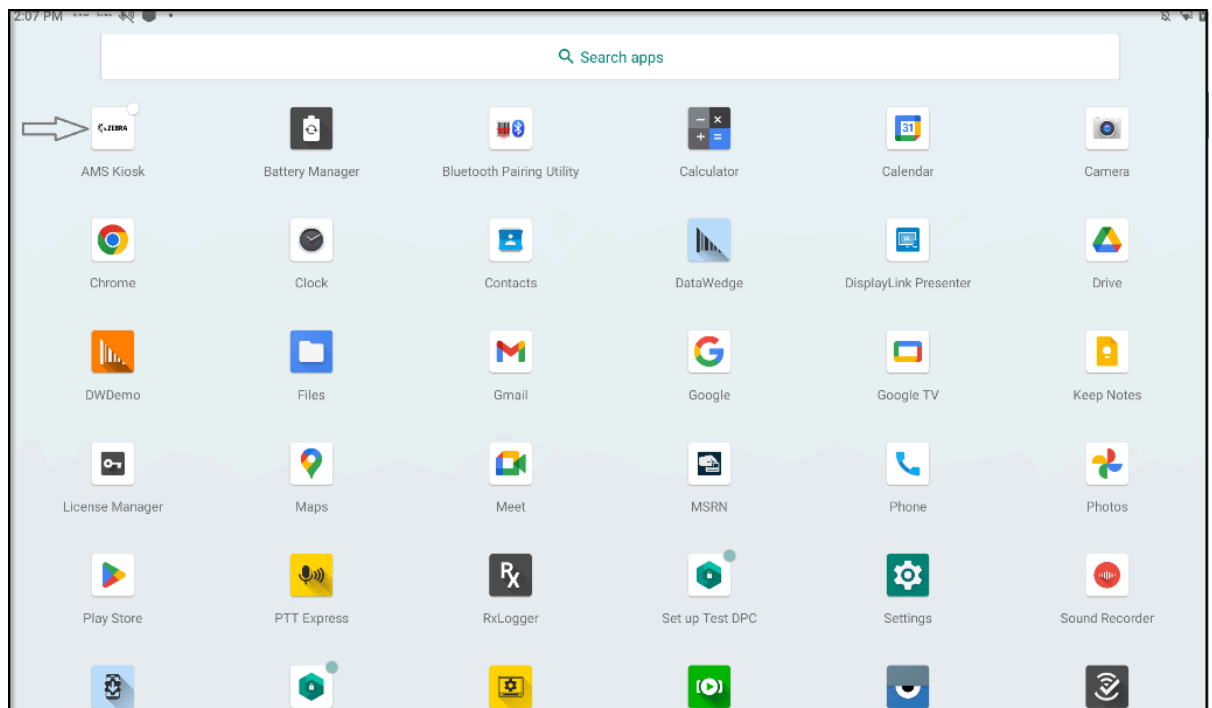 2:07 PM
Search apps
ZEBRA
31
AMS Kiosk
Battery Manager
Bluetooth Pairing Utility
Calculator
Calendar
Camera
Chrome
Clock
Contacts
DataWedge
DisplayLink Presenter
Drive
DWDemo
Files
Gmail
Google
Google TV
Keep Notes
License Manager
Maps
Meet
MSRN
Phone
Photos
Rx
Play Store
PTT Express
RxLogger
Set up Test DPC
Settings
Sound Recorder